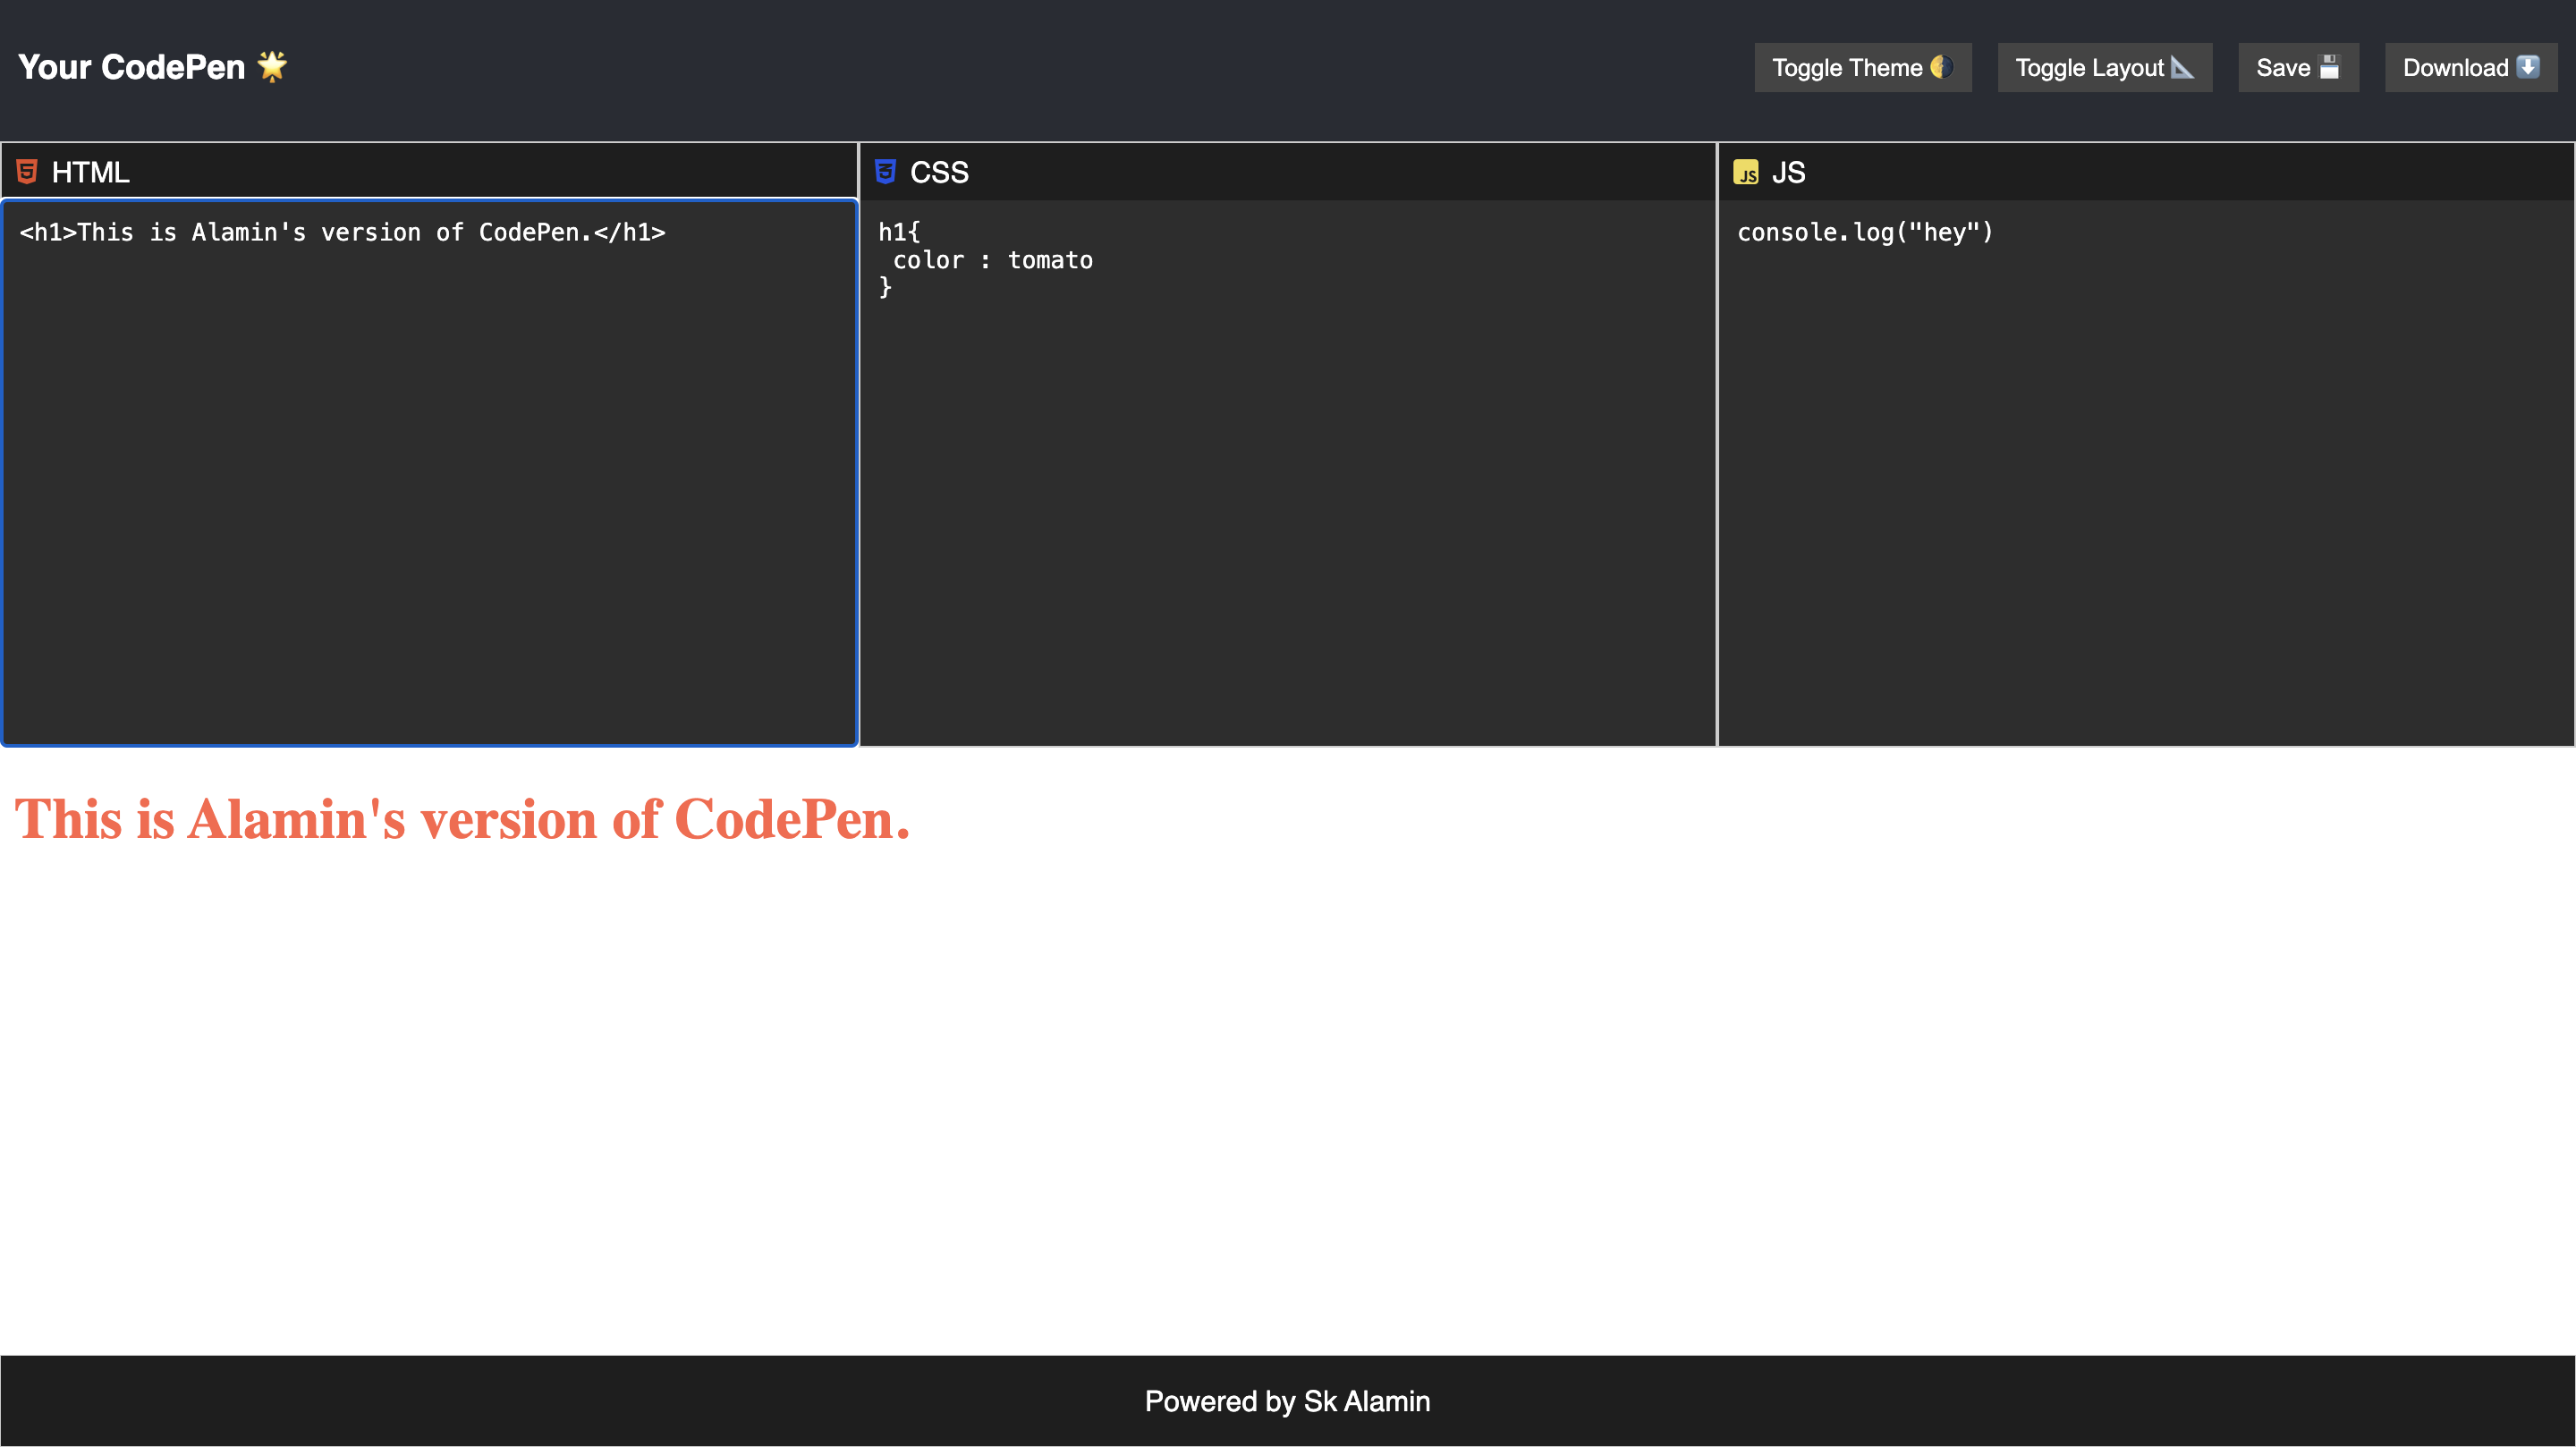 Your CodePen 🌟
Toggle Theme 🌗
Toggle Layout 📐
Save 💾
Download ⬇️
HTML
CSS
JS
<h1>This is Alamin's version of CodePen.</h1>
h1{
 color : tomato
}
console.log("hey")
This is Alamin's version of CodePen.
Powered by Sk Alamin